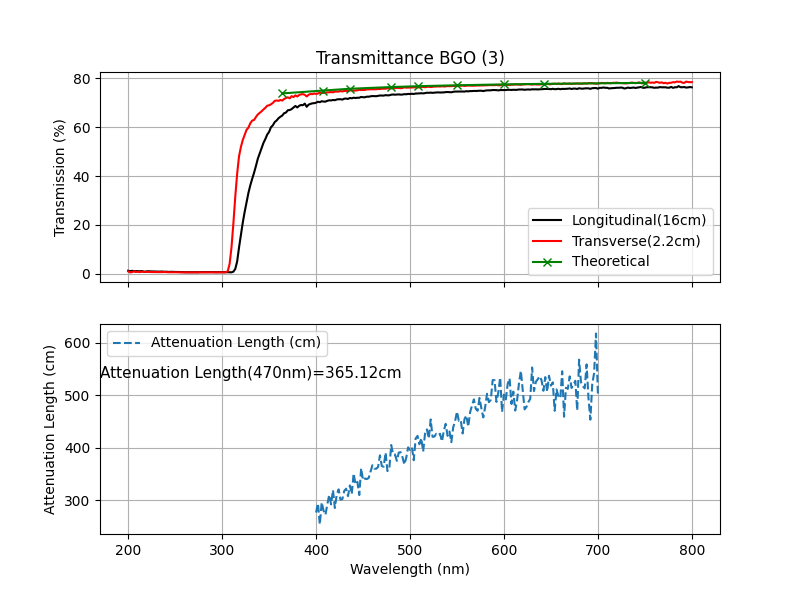 Transmittance BGO (3)
Transmission (%)
80
60
40
20
0
Longitudinal(16cm)
Transverse(2.2cm)
Theoretical
Attenuation Length (cm)
600
500
400
300
Attenuation Length (cm)
Attenuation Length(470nm)=365.12cm
200 300 400 500 600 700 800
Wavelength (nm)